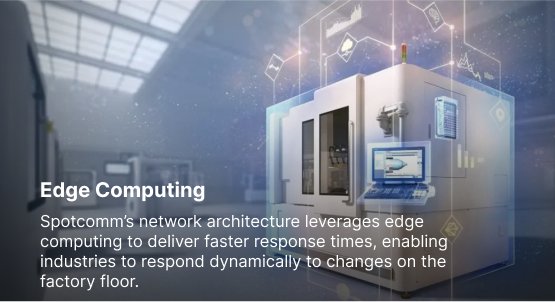 Edge Computing
Spotcomm's network architecture leverages edge
computing to deliver faster response times, enabling
industries to respond dynamically to changes on the
factory floor.